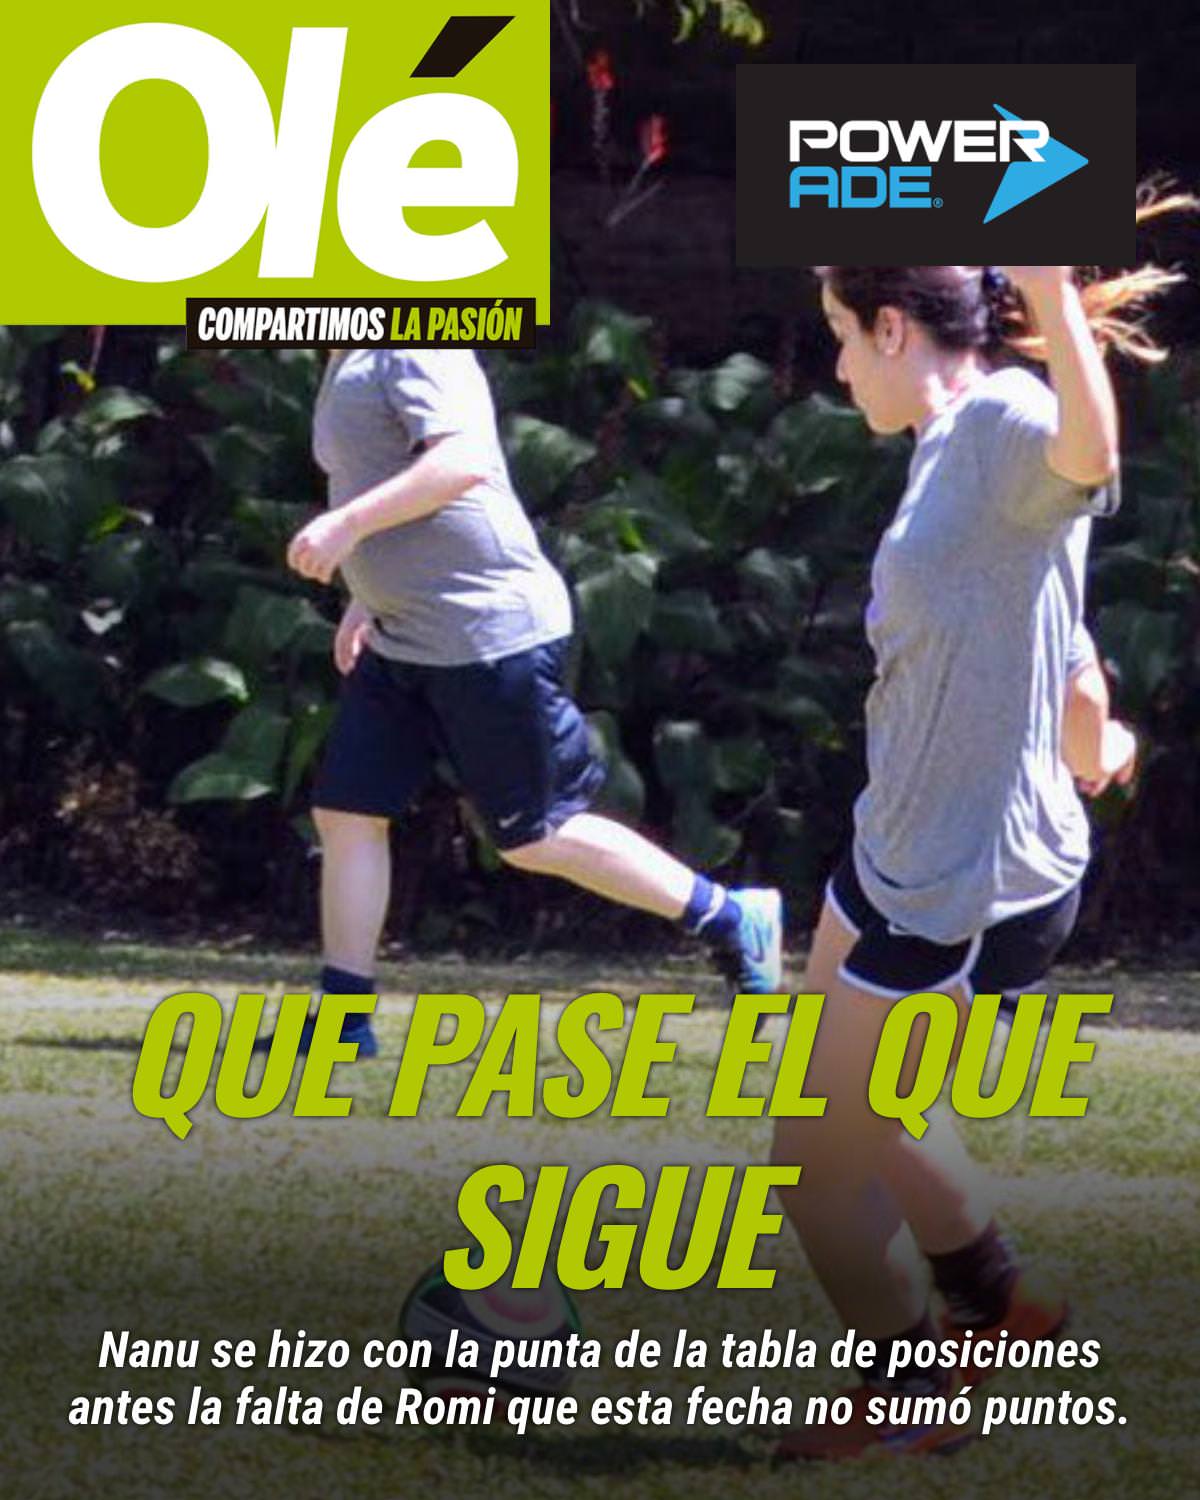 Olé
COMPARTIMOS LA PASIÓN
POWER
ADE®
QUE PASE EL QUE
SIGUE
Nanu se hizo con la punta de la tabla de posiciones
antes la falta de Romi que esta fecha no sumó puntos.